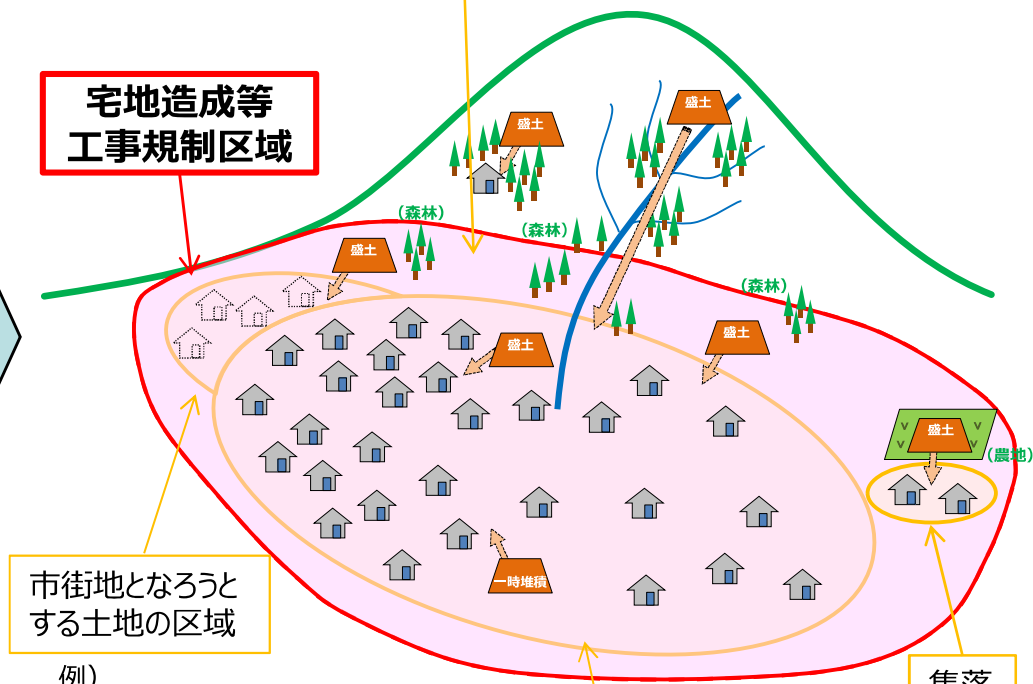 宅地造成等
工事規制区域
盛土
盛土
(森林)
(森林)
盛土
(森林)
盛土
盛土
盛土
(農地)
一時堆積
市街地となろうと
する土地の区域
例)
集落